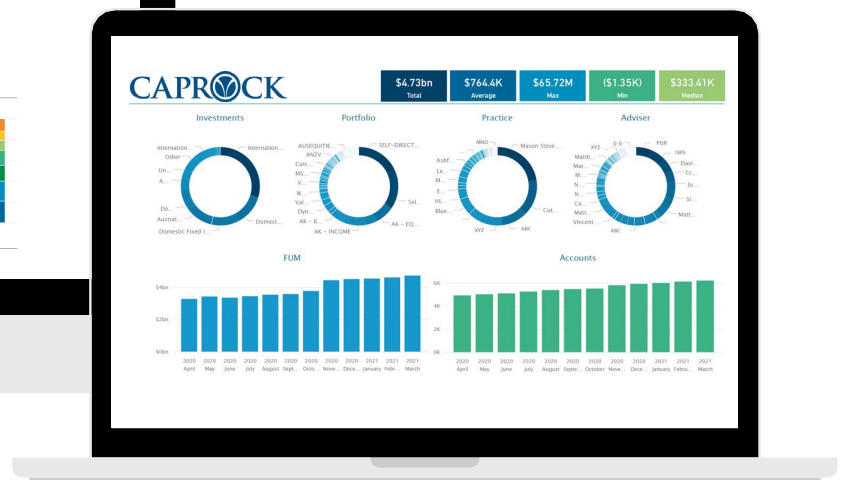 CAPROCK
$4.73bn
Total
$764.4K
Average
$65.72M
Max
($1.35K)
Min
$333.41K
Median
Investments
Portfolio
Practice
Adviser
Internation...
Internation...
Other
Un...
A...
Do...
Austral...
Domestic Fixed I...
Domest...
AUSEQUITIE...
SELF-DIRECT...
ANZV
Cuic...
MS...
V...
W...
Val...
Dyn...
AK - B...
AK - INCOME
AK - EQ...
Sel...
MNO
Mason Steve...
Ashf...
Le...
M...
E...
HL...
Blue...
XYZ
ABC
Cat...
XYZ
0 0
PQR
QRS
Davi...
Cr...
Jo...
Si...
Matt...
Matth...
Mar...
M...
N...
N...
Ca...
Matt...
Vincent
ABC
FUM
$4bn
$2bn
$0bn
2020 2020 2020 2020 2020 2020 2020 2020 2020 2021 2021 2021
April May June July August Sept... Octo... Nove... Dece... January Febr... March
Accounts
6K
4K
2K
0K
2020 2020 2020 2020 2020 2020 2020 2020 2020 2021 2021 2021
April May June July August Septe... October Nove... Dece... January Febru... March